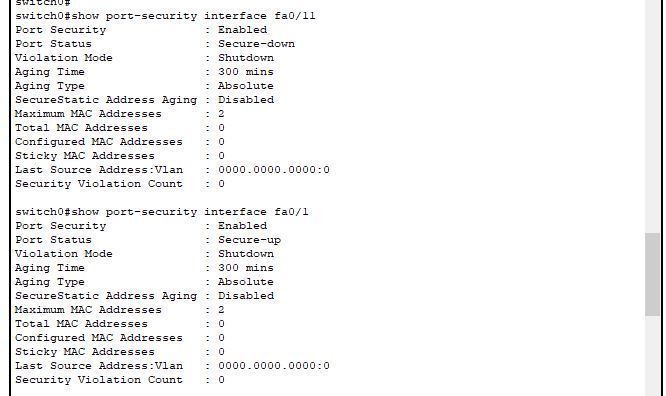 switch0#
switch0#show port-security interface fa0/11
Port Security : Enabled
Port Status : Secure-down
Violation Mode : Shutdown
Aging Time : 300 mins
Aging Type : Absolute
SecureStatic Address Aging : Disabled
Maximum MAC Addresses : 2
Total MAC Addresses : 0
Configured MAC Addresses : 0
Sticky MAC Addresses : 0
Last Source Address:Vlan : 0000.0000.0000:0
Security Violation Count : 0
switch0#show port-security interface fa0/1
Port Security : Enabled
Port Status : Secure-up
Violation Mode : Shutdown
Aging Time : 300 mins
Aging Type : Absolute
SecureStatic Address Aging : Disabled
Maximum MAC Addresses : 2
Total MAC Addresses : 0
Configured MAC Addresses : 0
Sticky MAC Addresses : 0
Last Source Address:Vlan : 0000.0000.0000:0
Security Violation Count : 0